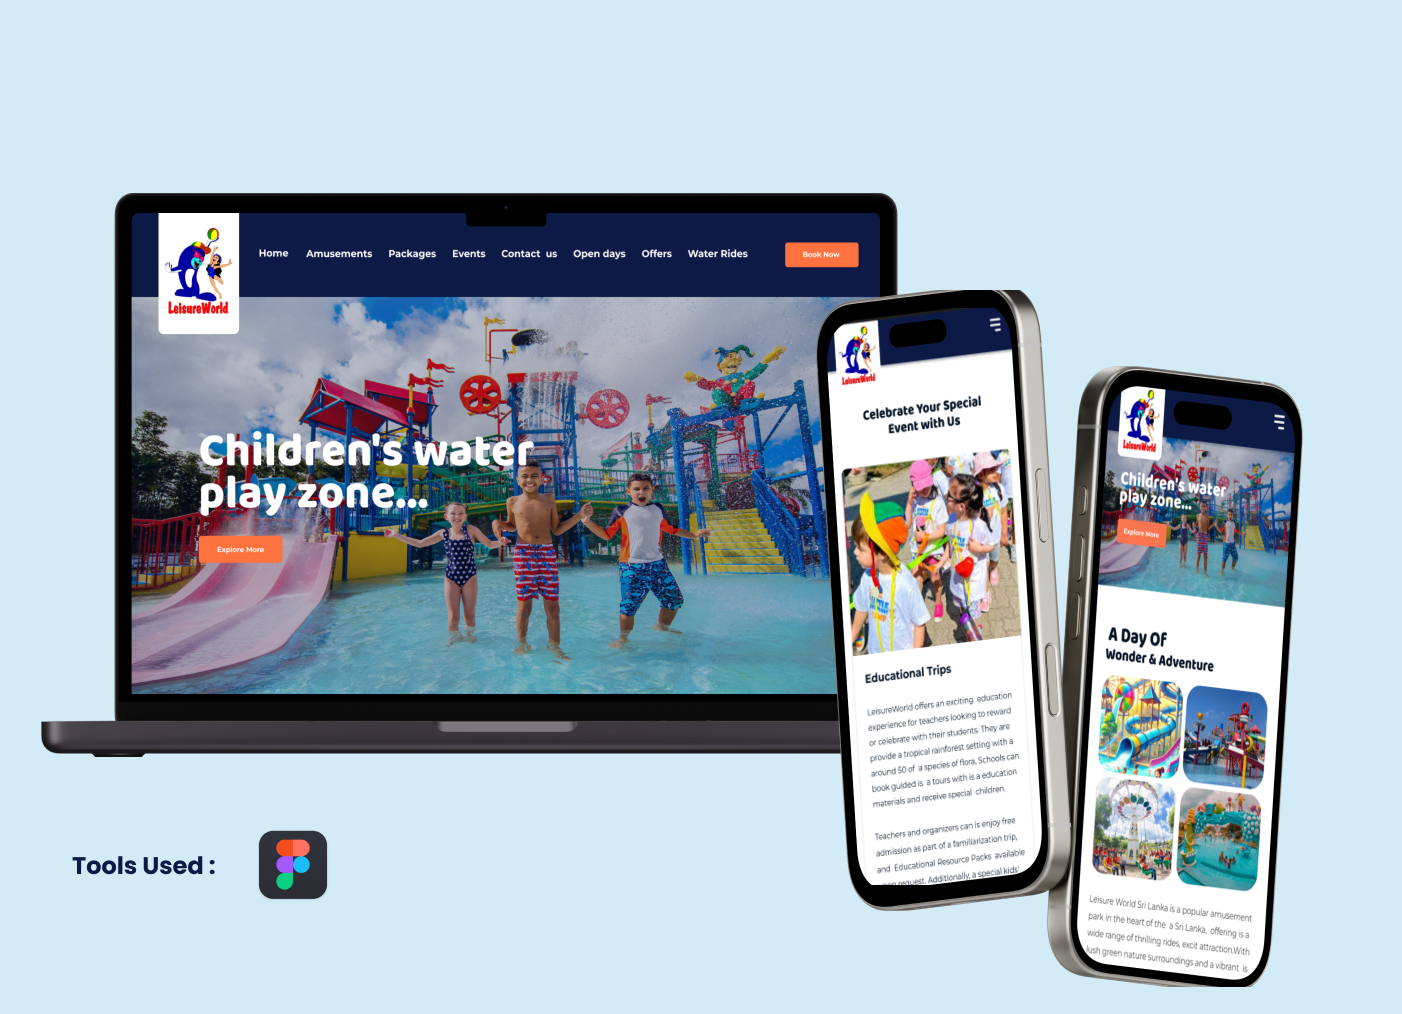 LeisureWorld
Home Amusements Packages Events Contact us Open days Offers Water Rides Book Now
Children's water
play zone...
Explore More
LeisureWorld
Celebrate Your Special
Event with Us
Educational Trips
LeisureWorld offers an exciting education
experience for teachers looking to reward
or celebrate with their students. They are
provide a tropical rainforest setting with a
around 50 of a species of flora, Schools can
book guided is a tours with is a education
materials and receive special children.
Teachers and organizers can is enjoy free
admission as part of a familiarization trip,
and Educational Resource Packs available
request. Additionally, a special kids'
LeisureWorld
Children's Water
play zone...
Explore More
A Day Of
Wonder & Adventure
Leisure World Sri Lanka is a popular amusement
park in the heart of the a Sri Lanka, offering is a
wide range of thrilling rides, excit attraction.With
lush green nature surroundings and a vibrant is
Tools Used :